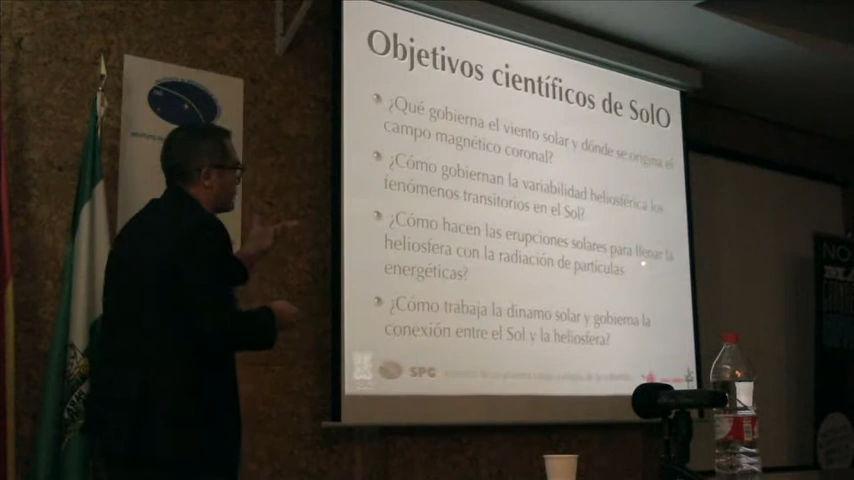 Objetivos científicos de SolO
¿Qué gobierna el viento solar y dónde se origina el
campo magnético coronal?
¿Cómo gobiernan la variabilidad heliosférica los
fenómenos transitorios en el Sol?
¿Cómo hacen las erupciones solares para llenar la
heliosfera con la radiación de partículas
energéticas?
¿Cómo trabaja la dinamo solar y gobierna la
conexión entre el Sol y la heliosfera?
SPG
NO